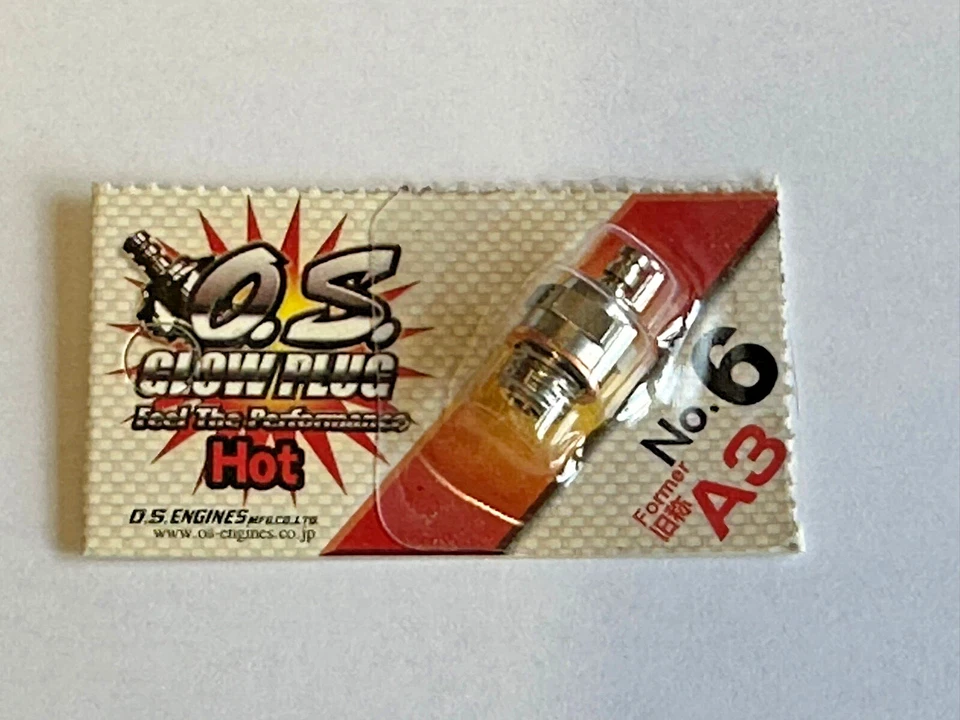 O.S.
GLOW PLUG
Feel The Performance
Hot
O.S. ENGINES MFG.CO.,LTD.
www.os-engines.co.jp
No.6
Former
旧称
A3